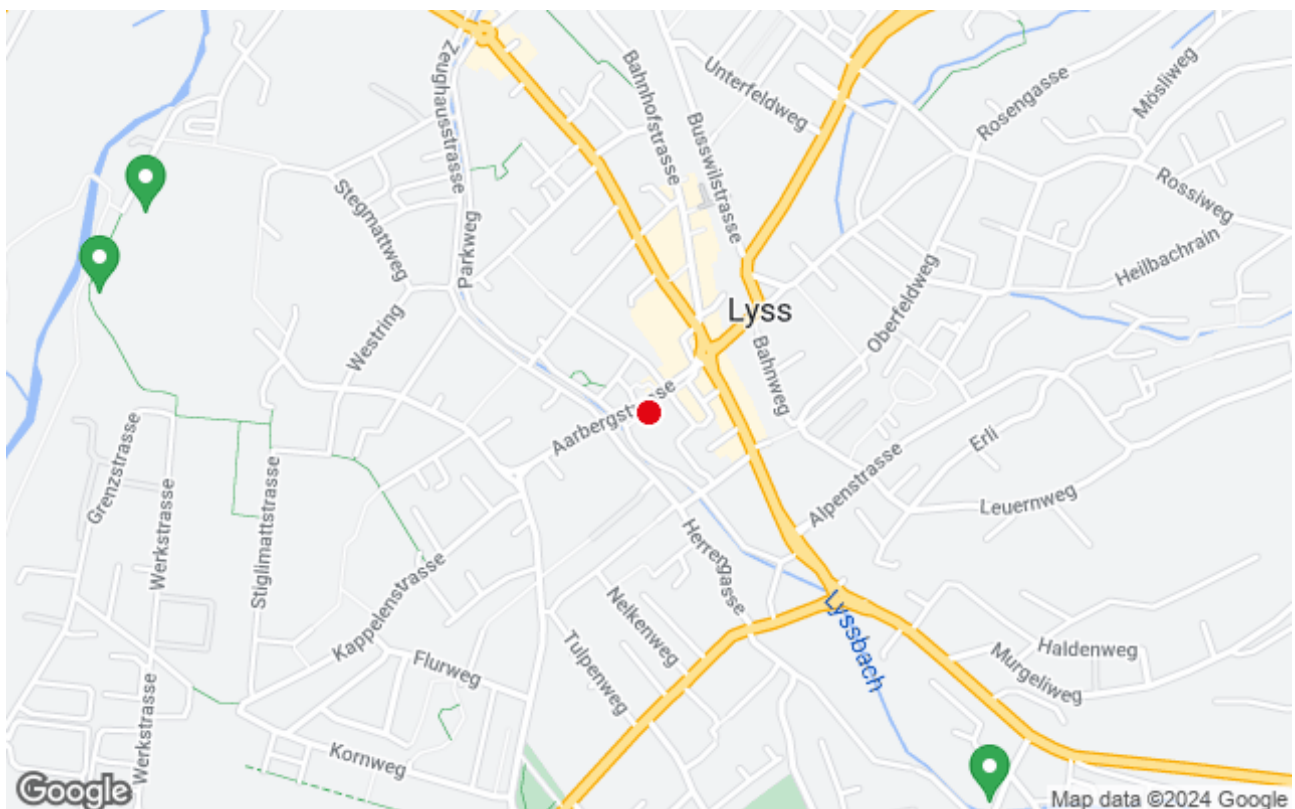 Zeughausstrasse
Bahnhofstrasse
Unterfeldweg
Busswilstrasse
Rosengasse
Mösliweg
Rossiweg
Heilbachrain
Stegmattweg
Parkweg
Westring
Lyss
Oberfeldweg
Bahnweg
Aarbergstrasse
Erli
Alpenstrasse
Leuernweg
Grenzstrasse
Werkstrasse
Stiglimattstrasse
Kappelenstrasse
Herrengasse
Nelkenweg
Lyssbach
Haldenweg
Murgeliweg
Tulpenweg
Flurweg
Kornweg
Werkstrasse
Google
Map data ©2024 Google